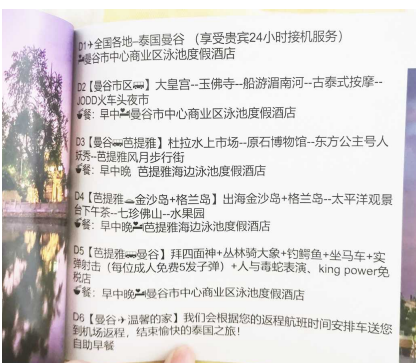 D1✈全国各地--泰国曼谷 （享受贵宾24小时接机服务）
🛌曼谷市中心商业区泳池度假酒店
D2【曼谷市区🚌】大皇宫--玉佛寺--船游湄南河--古泰式按摩--
JODD火车头夜市
🍎餐：早中🛌曼谷市中心商业区泳池度假酒店
D3【曼谷🚌芭提雅】杜拉水上市场--原石博物馆--东方公主号人
妖秀--芭提雅风月步行街
🍎餐：早中晚 芭提雅海边泳池度假酒店
D4【芭提雅🚤金沙岛+格兰岛】出海金沙岛+格兰岛--太平洋观景
台下午茶--七珍佛山--水果园
🍎餐：早中晚🛌芭提雅海边泳池度假酒店
D5【芭提雅🚌曼谷】拜四面神+丛林骑大象+钓鳄鱼+坐马车+实
弹射击（每位成人免费5发子弹）+人与毒蛇表演、king power免
税店
🍎餐：早中晚🛌曼谷市中心商业区泳池度假酒店
D6【曼谷✈温馨的家】我们会根据您的返程航班时间安排车送您
到机场返程，结束愉快的泰国之旅！
自助早餐